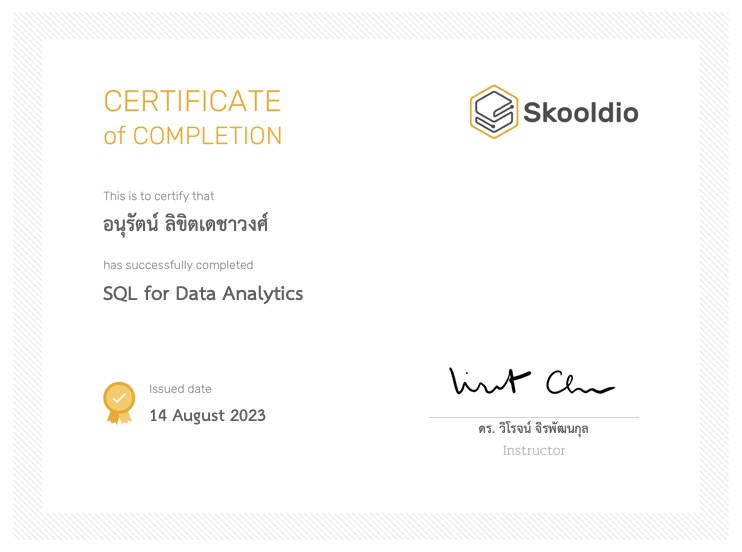 CERTIFICATE
of COMPLETION
Skooldio
This is to certify that
อนุรัตน์ ลิขิตเดชาวงศ์
has successfully completed
SQL for Data Analytics
Issued date
14 August 2023
ดร. วิโรจน์ จิรพัฒนกุล
Instructor